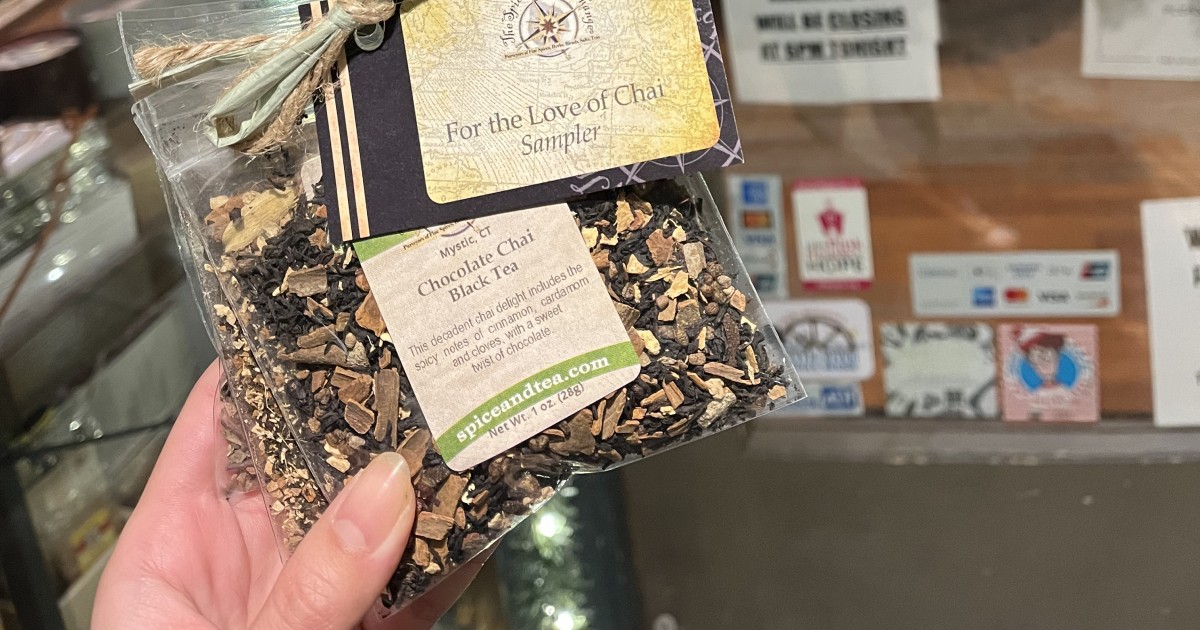 WILL BE CLOSING
AT 5PM TONIGHT
For the Love of Chai
Sampler
Mystic, CT
Chocolate Chai
Black Tea
This decadent chai delight includes the
spicy notes of cinnamon, cardamom
and cloves, with a sweet
twist of chocolate
spiceandtea.com
Net Wt. 1 oz (28g)
HOPE
VISA